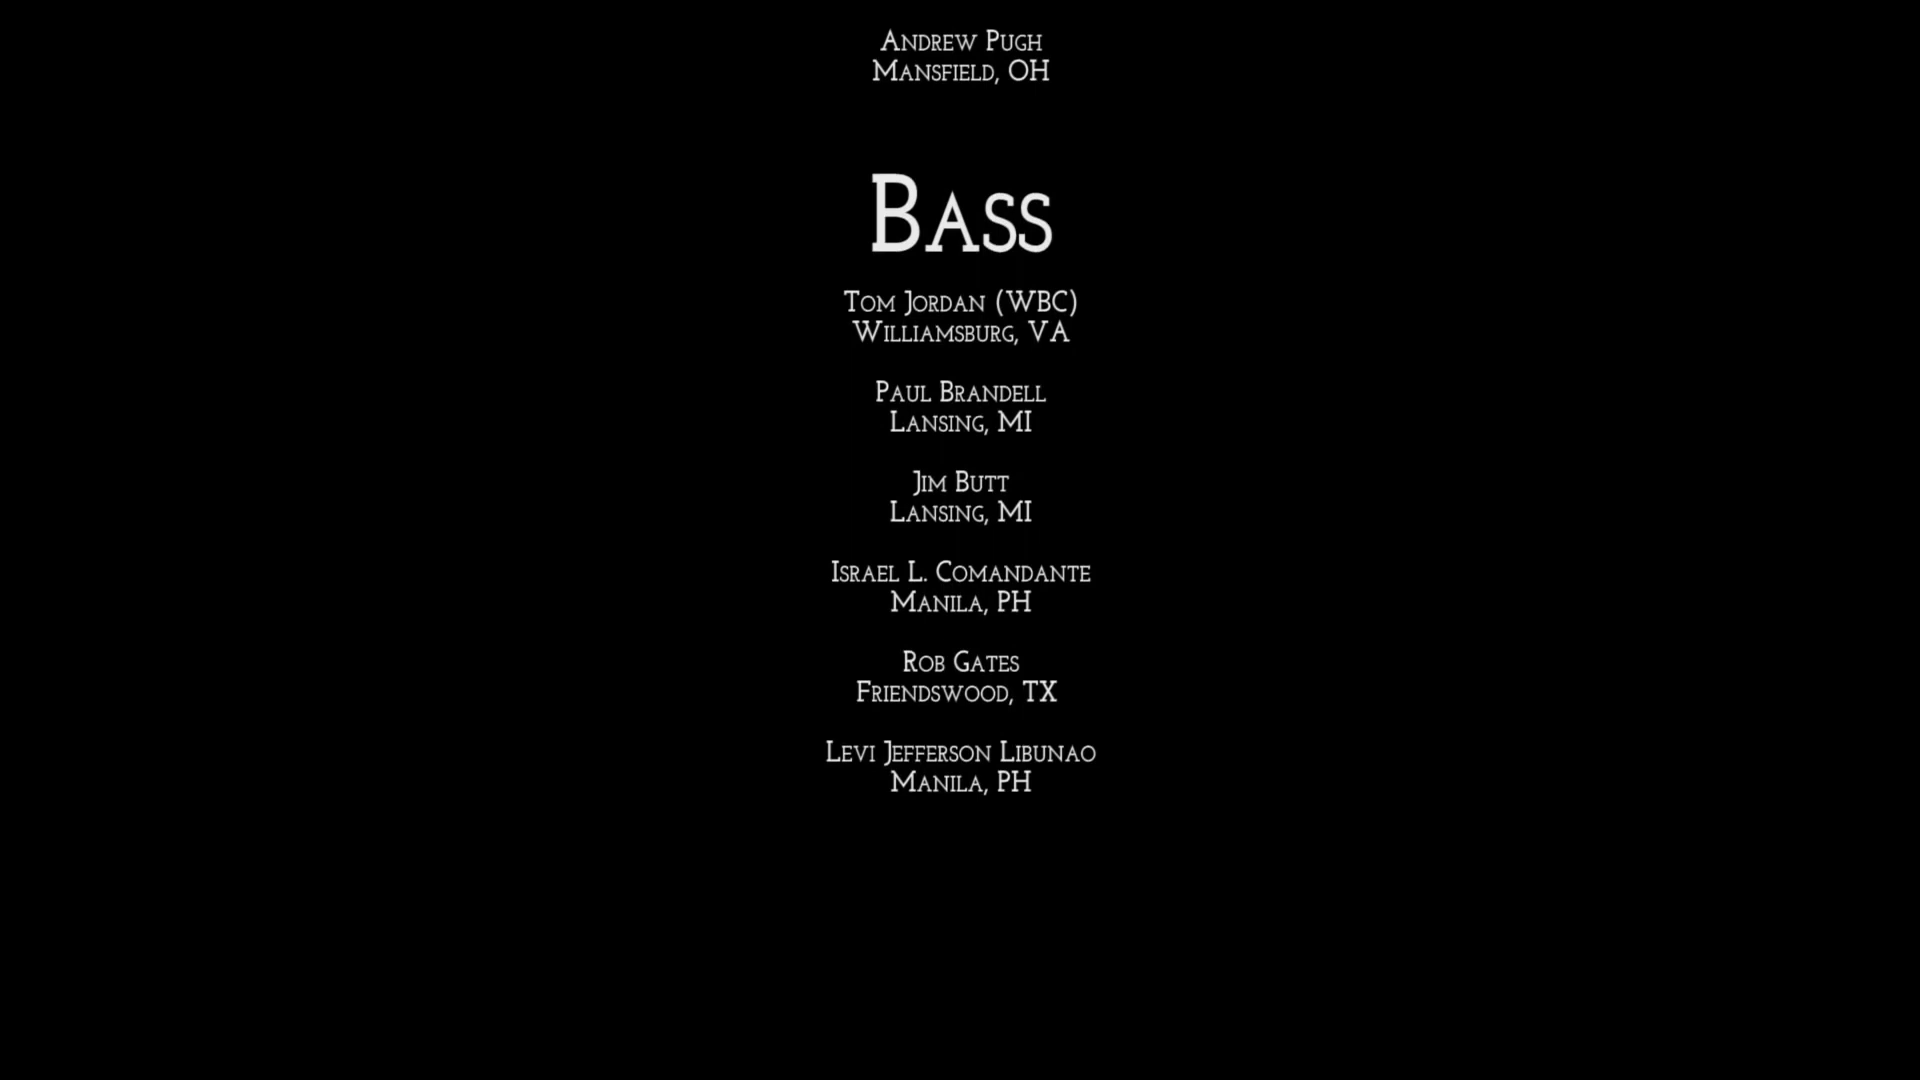 Andrew Pugh
Mansfield, OH
Bass
Tom Jordan (WBC)
Williamsburg, VA
Paul Brandell
Lansing, MI
Jim Butt
Lansing, MI
Israel L. Comandante
Manila, PH
Rob Gates
Friendswood, TX
Levi Jefferson Libunao
Manila, PH